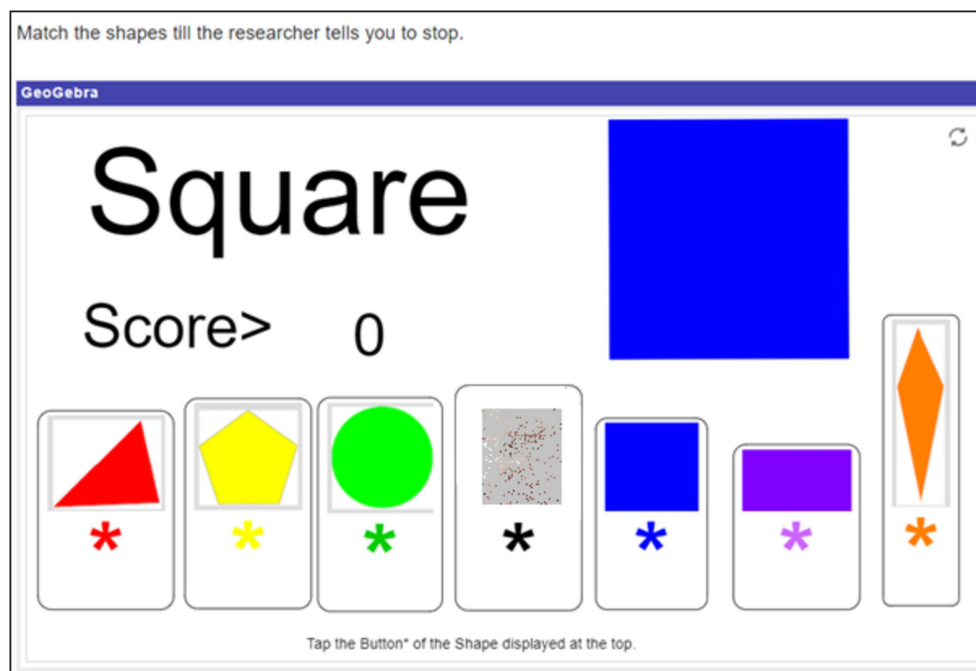 Match the shapes till the researcher tells you to stop.
GeoGebra
Square
Score> 0
* * * * * * *
Tap the Button* of the Shape displayed at the top.